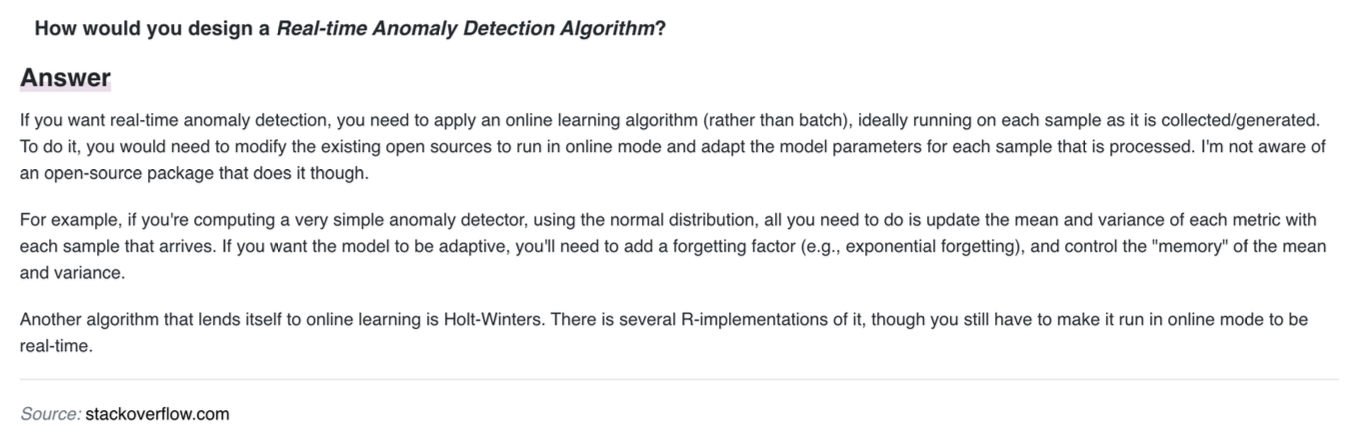 How would you design a Real-time Anomaly Detection Algorithm?
Answer
If you want real-time anomaly detection, you need to apply an online learning algorithm (rather than batch), ideally running on each sample as it is collected/generated.
To do it, you would need to modify the existing open sources to run in online mode and adapt the model parameters for each sample that is processed. I'm not aware of
an open-source package that does it though.
For example, if you're computing a very simple anomaly detector, using the normal distribution, all you need to do is update the mean and variance of each metric with
each sample that arrives. If you want the model to be adaptive, you'll need to add a forgetting factor (e.g., exponential forgetting), and control the "memory" of the mean
and variance.
Another algorithm that lends itself to online learning is Holt-Winters. There is several R-implementations of it, though you still have to make it run in online mode to be
real-time.
Source: stackoverflow.com